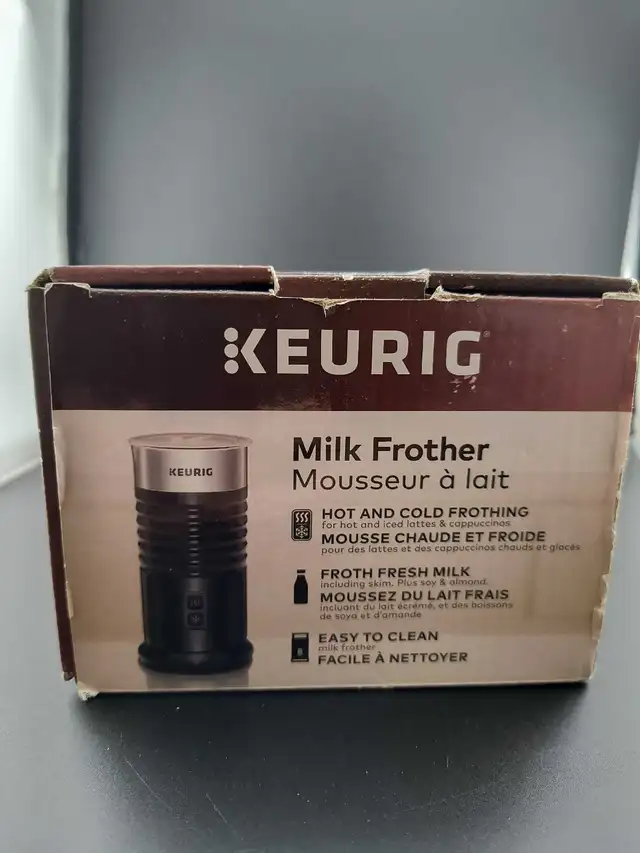 KEURIG
Milk Frother
Mousseur à lait
KEURIG
HOT AND COLD FROTHING
for hot and iced lattes & cappuccinos
MOUSSE CHAUDE ET FROIDE
pour des lattes et des cappuccinos chauds et glacés
FROTH FRESH MILK
including skim. Plus soy & almond.
MOUSSEZ DU LAIT FRAIS
incluant du lait écrémé, et des boissons
de soya et d'amande
EASY TO CLEAN
milk frother
FACILE À NETTOYER